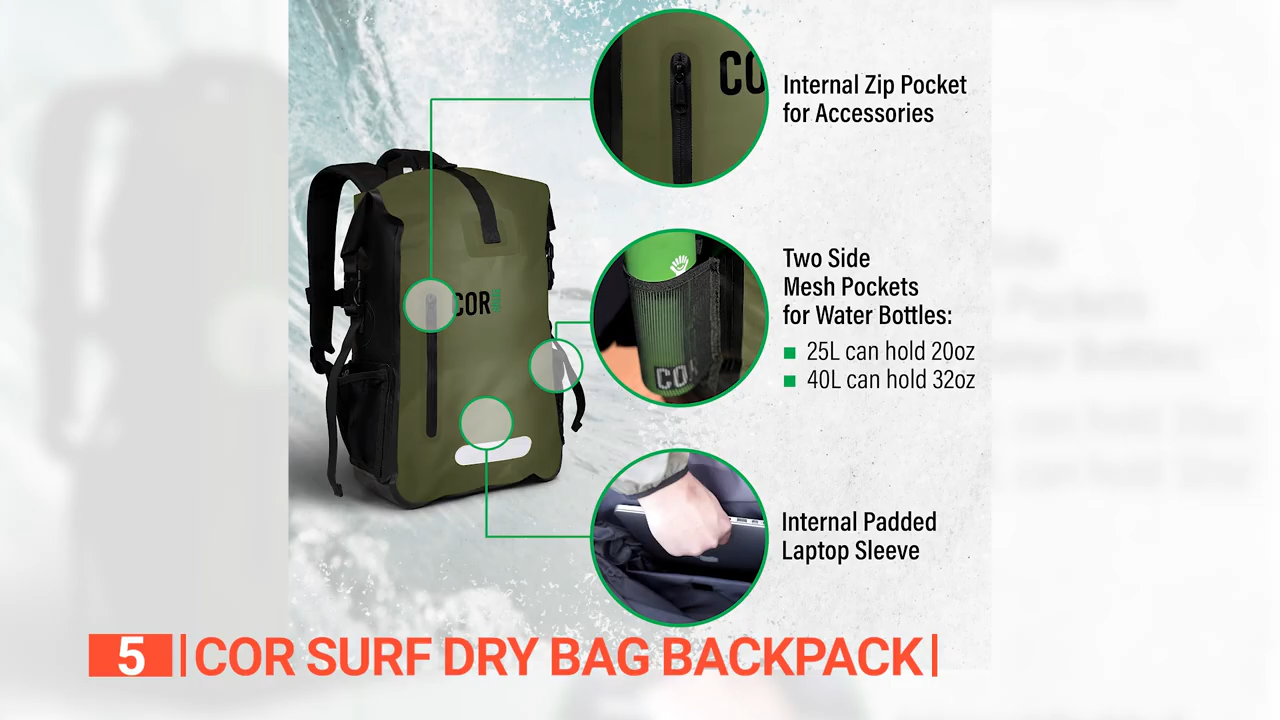 CO
Internal Zip Pocket
for Accessories
COR
Two Side
Mesh Pockets
for Water Bottles:
25L can hold 20oz
40L can hold 32oz
COR
Internal Padded
Laptop Sleeve
5 COR SURF DRY BAG BACKPACK